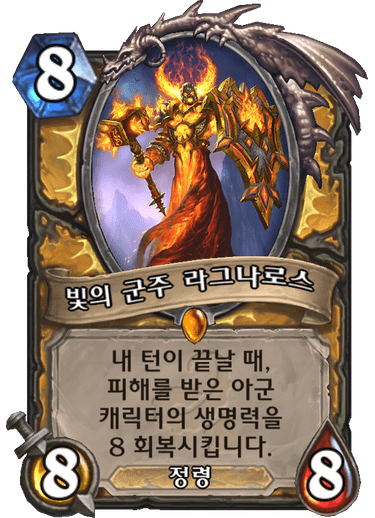 8
빛의 군주 라그나로스
내 턴이 끝날 때,
피해를 받은 아군
캐릭터의 생명력을
8 회복시킵니다.
정령
8
8